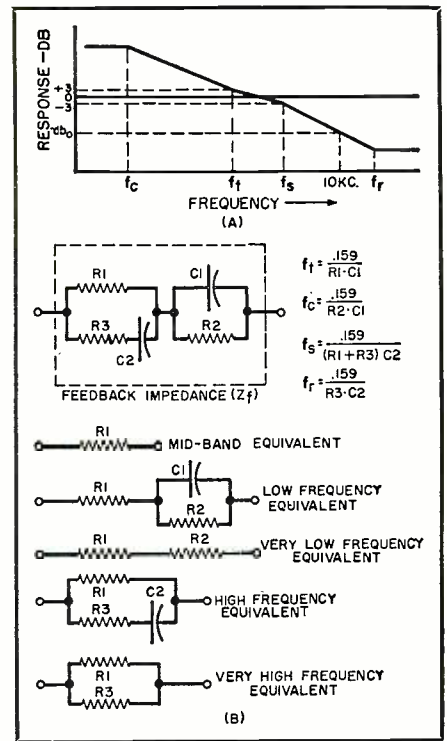 RESPONSE-DB
+3
0
-3
db₀
fc
ft
fs
10KC.
fr
FREQUENCY
(A)
R1
R3
C2
C1
R2
FEEDBACK IMPEDANCE (Zf)
ft = .159 / R1·C1
fc = .159 / R2·C1
fs = .159 / (R1+R3) C2
fr = .159 / R3·C2
R1
MID-BAND EQUIVALENT
R1
C1
R2
LOW FREQUENCY
EQUIVALENT
R1
R2
VERY LOW FREQUENCY
EQUIVALENT
R1
R3
C2
HIGH FREQUENCY
EQUIVALENT
R1
R3
VERY HIGH FREQUENCY
EQUIVALENT
(B)